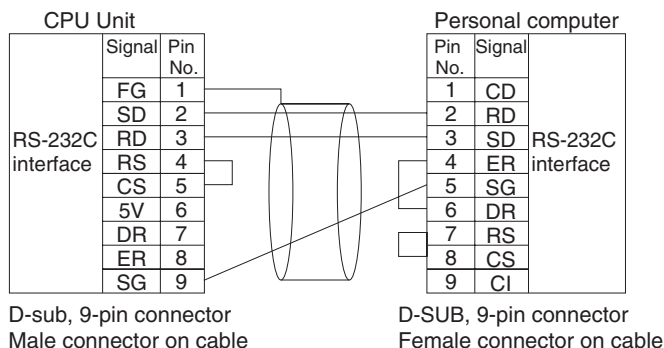 CPU Unit
Personal computer
Signal Pin No.
Pin No. Signal
FG 1
SD 2
RD 3
RS 4
CS 5
5V 6
DR 7
ER 8
SG 9
RS-232C interface
1 CD
2 RD
3 SD
4 ER
5 SG
6 DR
7 RS
8 CS
9 CI
RS-232C interface
D-sub, 9-pin connector
Male connector on cable
D-SUB, 9-pin connector
Female connector on cable